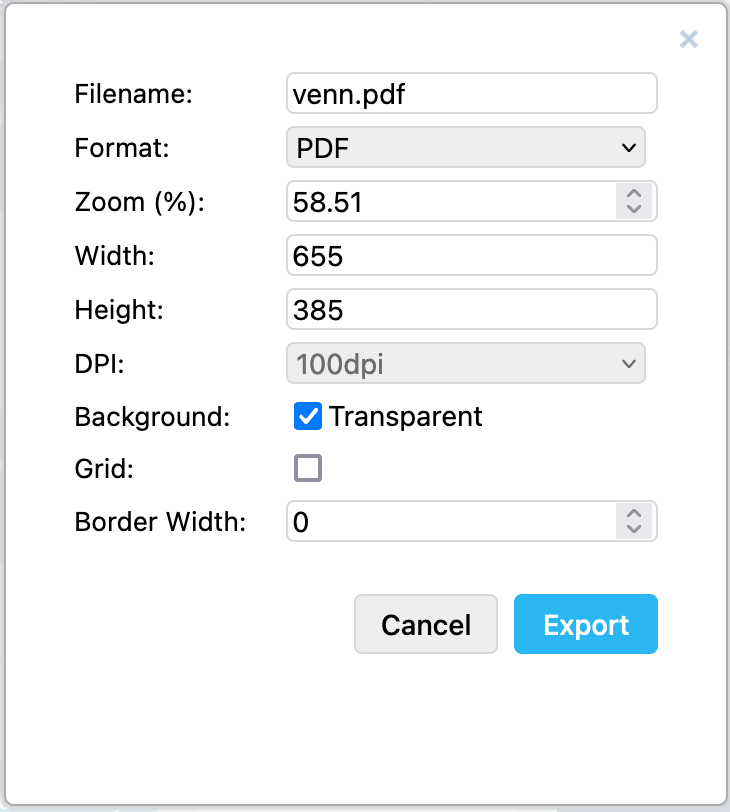 ×
Filename: venn.pdf
Format: PDF
Zoom (%): 58.51
Width: 655
Height: 385
DPI: 100dpi
Background: Transparent
Grid:
Border Width: 0
Cancel Export